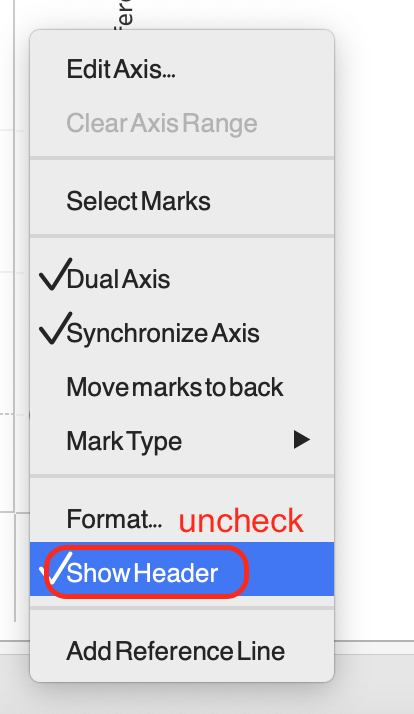 Edit Axis...
Clear Axis Range
Select Marks
Dual Axis
Synchronize Axis
Move marks to back
Mark Type
Format... uncheck
Show Header
Add Reference Line